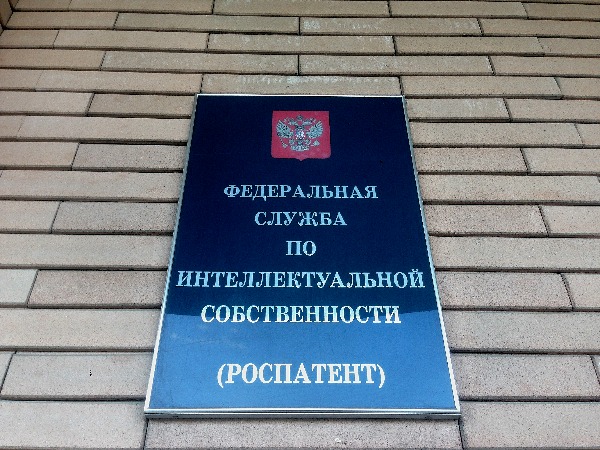 ФЕДЕРАЛЬНАЯ
СЛУЖБА
ПО
ИНТЕЛЛЕКТУАЛЬНОЙ
СОБСТВЕННОСТИ
(РОСПАТЕНТ)